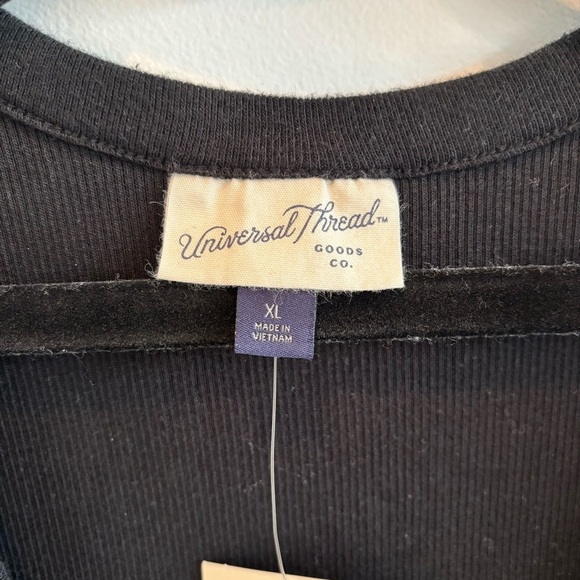 Universal Thread™
GOODS
CO.
XL
MADE IN
VIETNAM